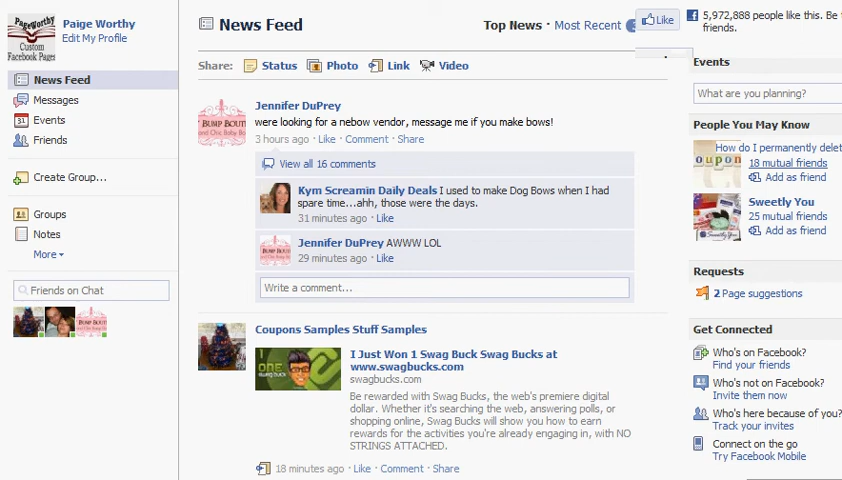 PageWorthy
Custom
Facebook Pages
Paige Worthy
Edit My Profile
News Feed
Messages
Events
Friends
Create Group...
Groups
Notes
More
Friends on Chat
News Feed
Top News · Most Recent
Share: Status Photo Link Video
Jennifer DuPrey
were looking for a nebow vendor, message me if you make bows!
3 hours ago · Like · Comment · Share
View all 16 comments
Kym Screamin Daily Deals I used to make Dog Bows when I had
spare time...ahh, those were the days.
31 minutes ago · Like
Jennifer DuPrey AWWW LOL
29 minutes ago · Like
Write a comment...
Coupons Samples Stuff Samples
I Just Won 1 Swag Buck Swag Bucks at
www.swagbucks.com
swagbucks.com
Be rewarded with Swag Bucks, the web's premiere digital
dollar. Whether it's searching the web, answering polls, or
shopping online, Swag Bucks will show you how to earn
rewards for the activities you're already engaging in, with NO
STRINGS ATTACHED.
18 minutes ago · Like · Comment · Share
Like
5,972,888 people like this. Be
friends.
Events
What are you planning?
People You May Know
How do I permanently delet
18 mutual friends
Add as friend
Sweetly You
25 mutual friends
Add as friend
Requests
2 Page suggestions
Get Connected
Who's on Facebook?
Find your friends
Who's not on Facebook?
Invite them now
Who's here because of you?
Track your invites
Connect on the go
Try Facebook Mobile